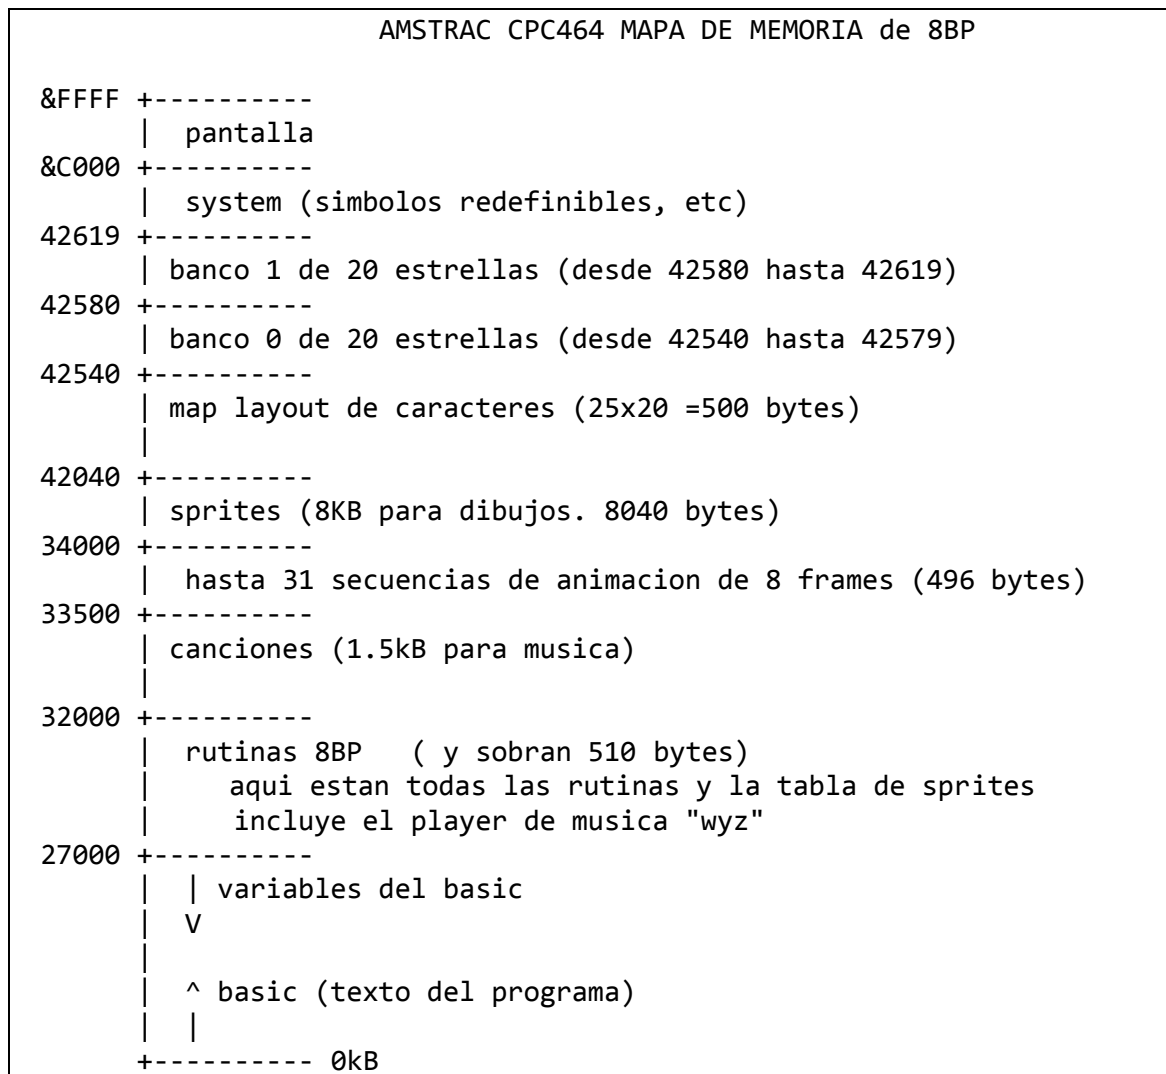 AMSTRAC CPC464 MAPA DE MEMORIA de 8BP
&FFFF +----------
| pantalla
&C000 +----------
| system (simbolos redefinibles, etc)
42619 +----------
| banco 1 de 20 estrellas (desde 42580 hasta 42619)
42580 +----------
| banco 0 de 20 estrellas (desde 42540 hasta 42579)
42540 +----------
| map layout de caracteres (25x20 =500 bytes)
|
42040 +----------
| sprites (8KB para dibujos. 8040 bytes)
34000 +----------
| hasta 31 secuencias de animacion de 8 frames (496 bytes)
33500 +----------
| canciones (1.5kB para musica)
|
32000 +----------
| rutinas 8BP ( y sobran 510 bytes)
| aqui estan todas las rutinas y la tabla de sprites
| incluye el player de musica "wyz"
27000 +----------
| | variables del basic
| V
|
| ^ basic (texto del programa)
| |
+---------- 0kB